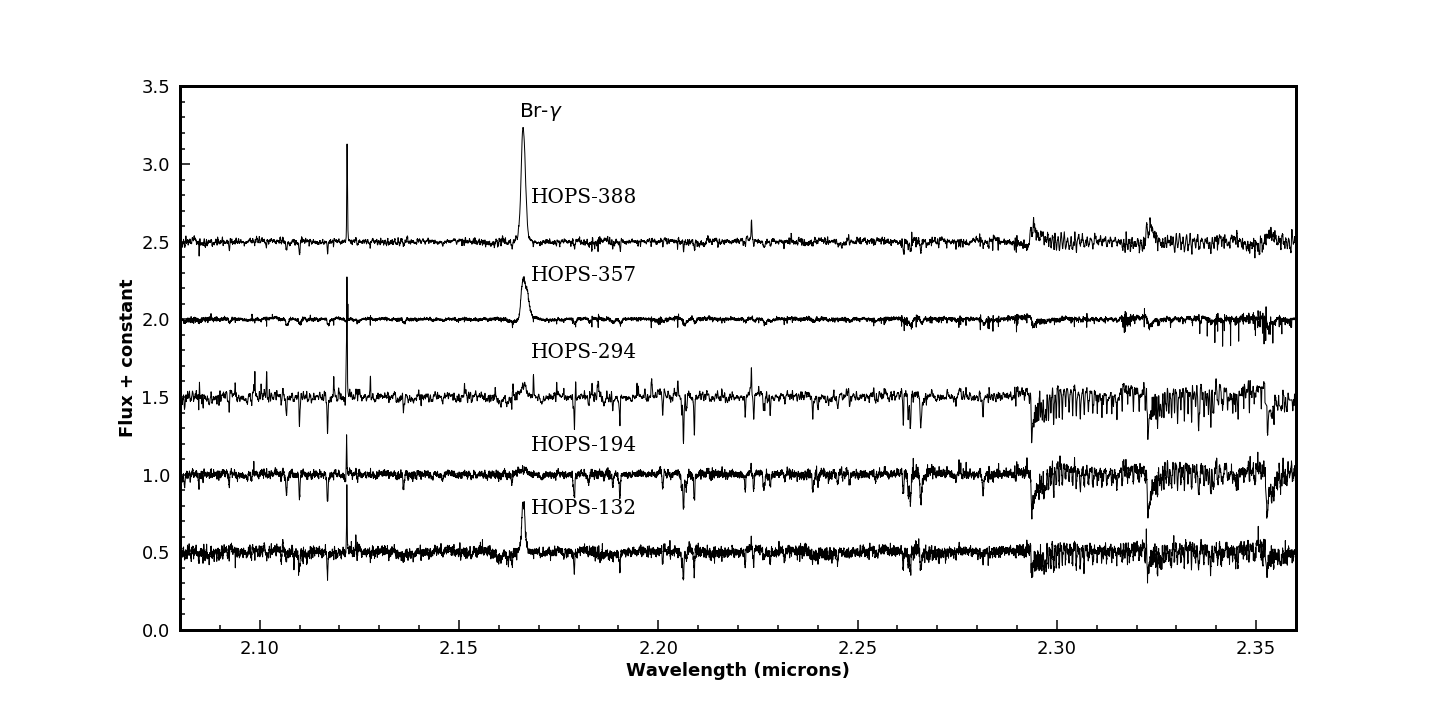 Br-γ
HOPS-388
HOPS-357
HOPS-294
HOPS-194
HOPS-132
3.5
3.0
2.5
2.0
1.5
1.0
0.5
0.0
Flux + constant
2.10 2.15 2.20 2.25 2.30 2.35
Wavelength (microns)